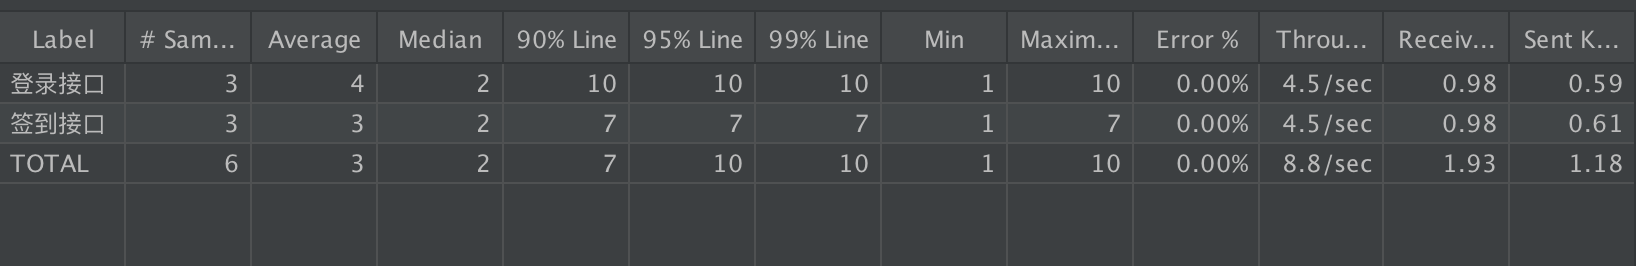 Label # Sam... Average Median 90% Line 95% Line 99% Line Min Maxim... Error % Throu... Receiv... Sent K...
登录接口 3 4 2 10 10 10 1 10 0.00% 4.5/sec 0.98 0.59
签到接口 3 3 2 7 7 7 1 7 0.00% 4.5/sec 0.98 0.61
TOTAL 6 3 2 7 10 10 1 10 0.00% 8.8/sec 1.93 1.18